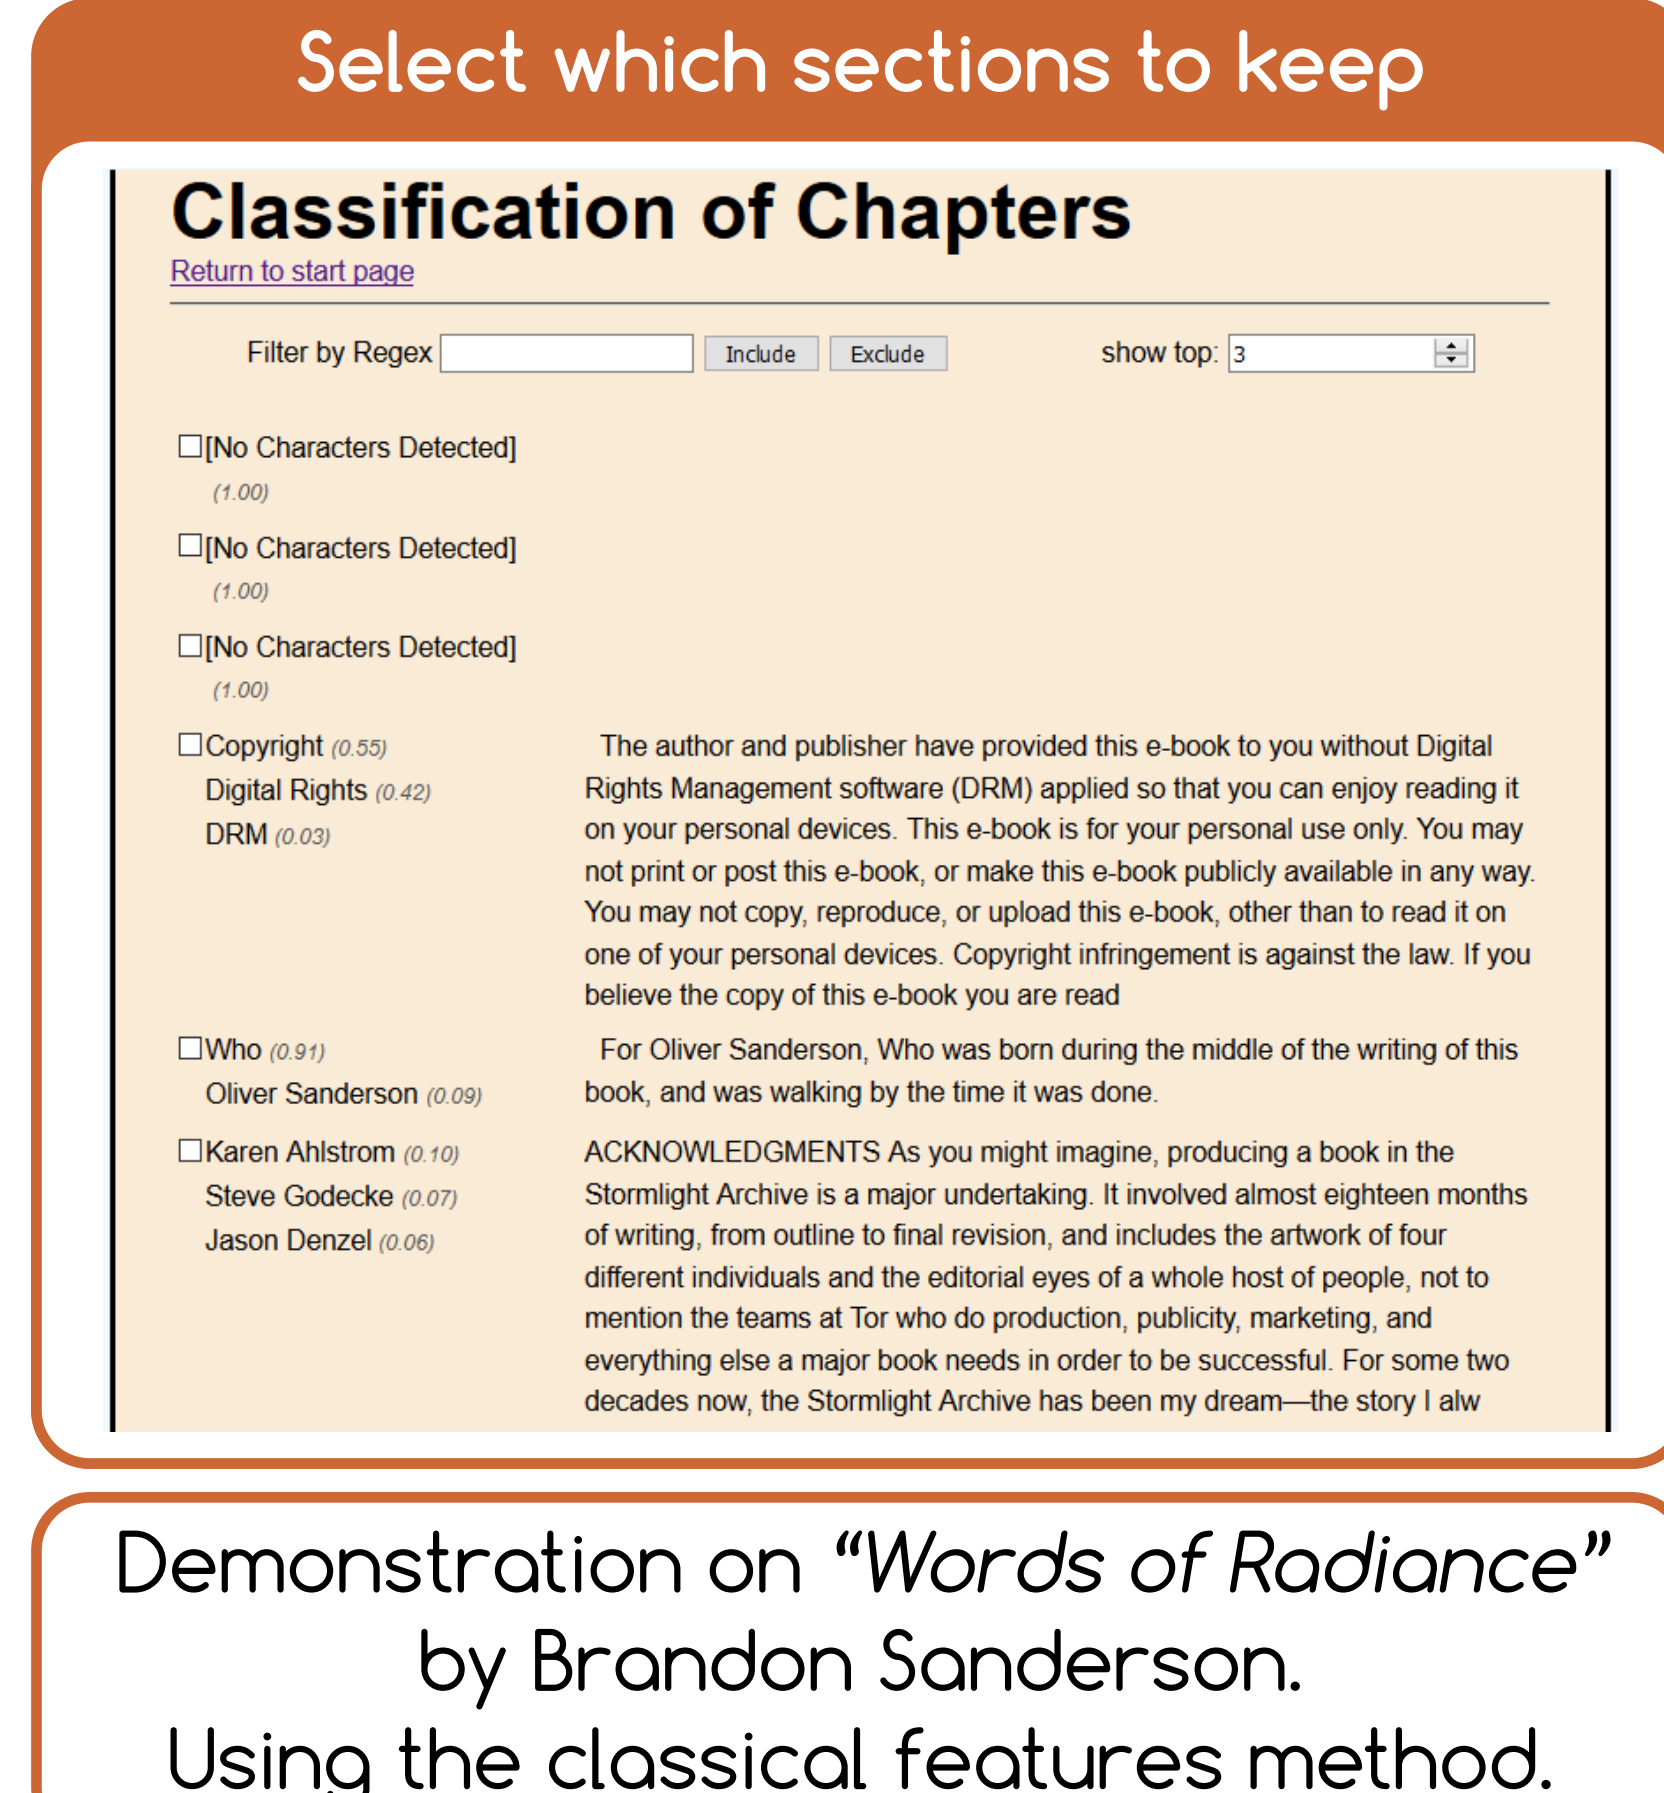 Select which sections to keep
Classification of Chapters
Return to start page
Filter by Regex Include Exclude show top: 3
[No Characters Detected]
(1.00)
[No Characters Detected]
(1.00)
[No Characters Detected]
(1.00)
Copyright (0.55)
Digital Rights (0.42)
DRM (0.03)
The author and publisher have provided this e-book to you without Digital
Rights Management software (DRM) applied so that you can enjoy reading it
on your personal devices. This e-book is for your personal use only. You may
not print or post this e-book, or make this e-book publicly available in any way.
You may not copy, reproduce, or upload this e-book, other than to read it on
one of your personal devices. Copyright infringement is against the law. If you
believe the copy of this e-book you are read
Who (0.91)
Oliver Sanderson (0.09)
For Oliver Sanderson, Who was born during the middle of the writing of this
book, and was walking by the time it was done.
Karen Ahlstrom (0.10)
Steve Godecke (0.07)
Jason Denzel (0.06)
ACKNOWLEDGMENTS As you might imagine, producing a book in the
Stormlight Archive is a major undertaking. It involved almost eighteen months
of writing, from outline to final revision, and includes the artwork of four
different individuals and the editorial eyes of a whole host of people, not to
mention the teams at Tor who do production, publicity, marketing, and
everything else a major book needs in order to be successful. For some two
decades now, the Stormlight Archive has been my dream—the story I alw
Demonstration on “Words of Radiance”
by Brandon Sanderson.
Using the classical features method.